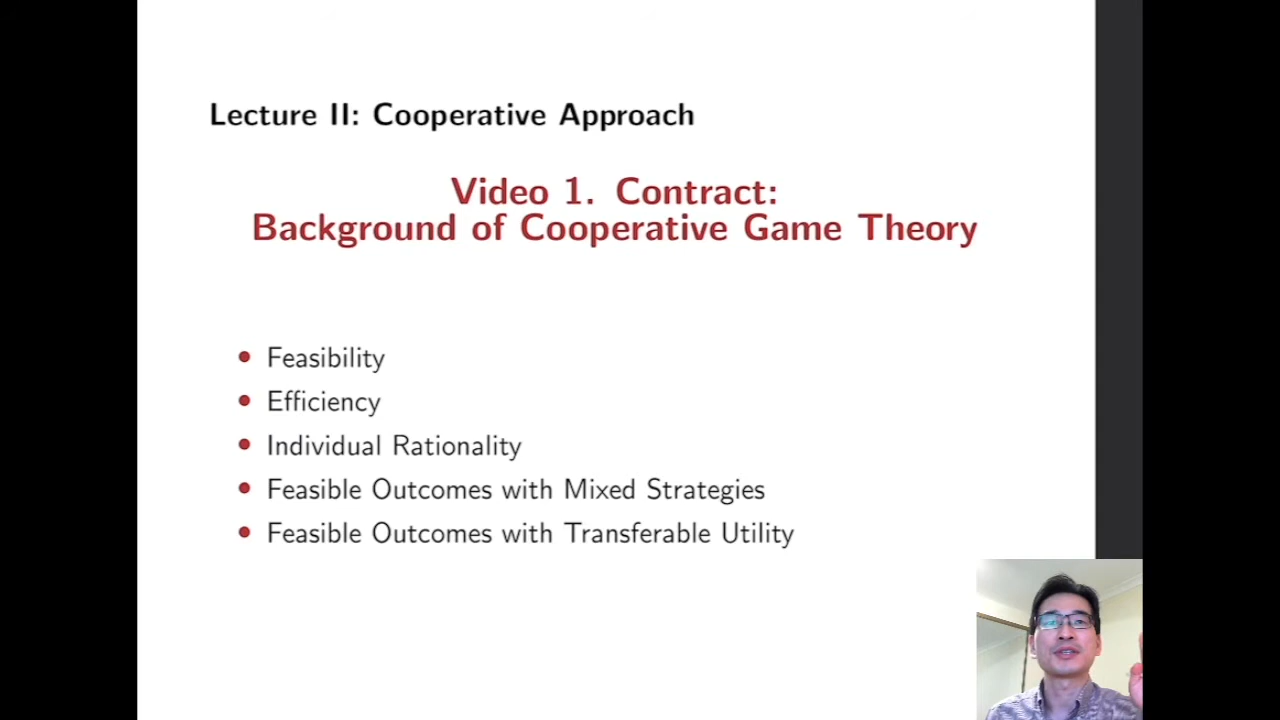 Lecture II: Cooperative Approach
Video 1. Contract:
Background of Cooperative Game Theory
• Feasibility
• Efficiency
• Individual Rationality
• Feasible Outcomes with Mixed Strategies
• Feasible Outcomes with Transferable Utility